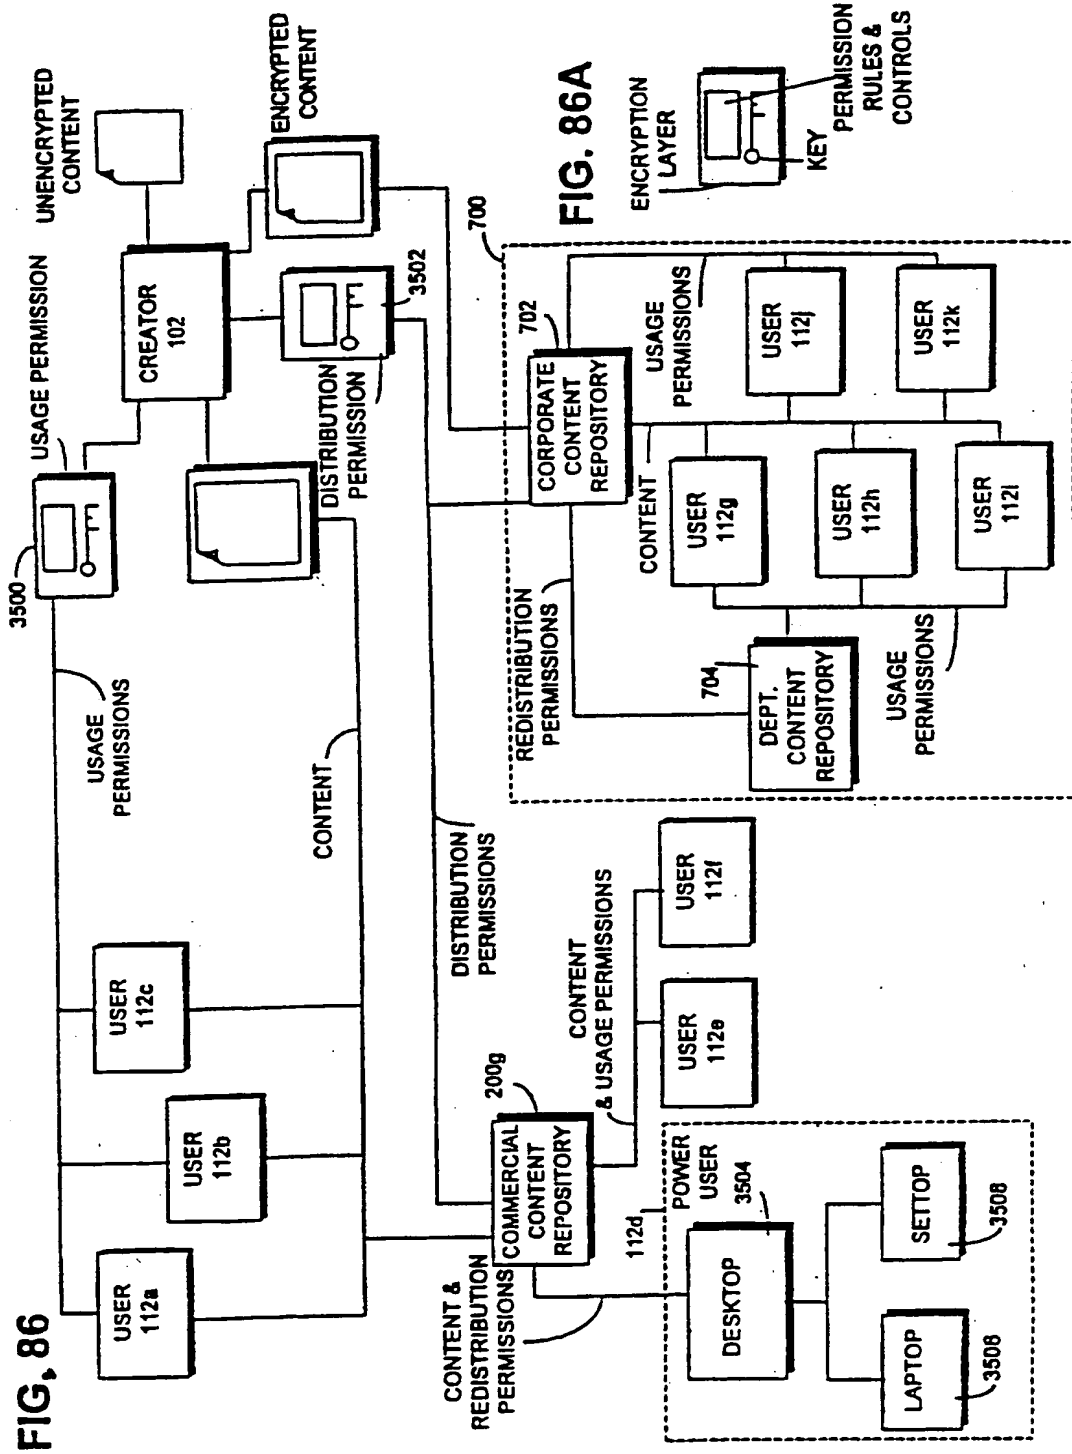 FIG. 86
USER
112a
USER
112b
USER
112c
USAGE
PERMISSIONS
3500
USAGE PERMISSION
CREATOR
102
UNENCRYPTED
CONTENT
ENCRYPTED
CONTENT
CONTENT
DISTRIBUTION
PERMISSION
3502
DISTRIBUTION
PERMISSIONS
CONTENT &
REDISTRIBUTION
PERMISSIONS
COMMERCIAL
CONTENT
REPOSITORY
200g
CONTENT
& USAGE PERMISSIONS
USER
112e
USER
112f
112d
POWER
USER
3504
DESKTOP
LAPTOP
3508
SETTOP
3508
REDISTRIBUTION
PERMISSIONS
CORPORATE
CONTENT
REPOSITORY
702
700
DEPT.
CONTENT
REPOSITORY
704
CONTENT
USAGE
PERMISSIONS
USER
112g
USER
112h
USER
112i
USAGE
PERMISSIONS
USER
112j
USER
112k
FIG. 86A
ENCRYPTION
LAYER
KEY
PERMISSION
RULES &
CONTROLS